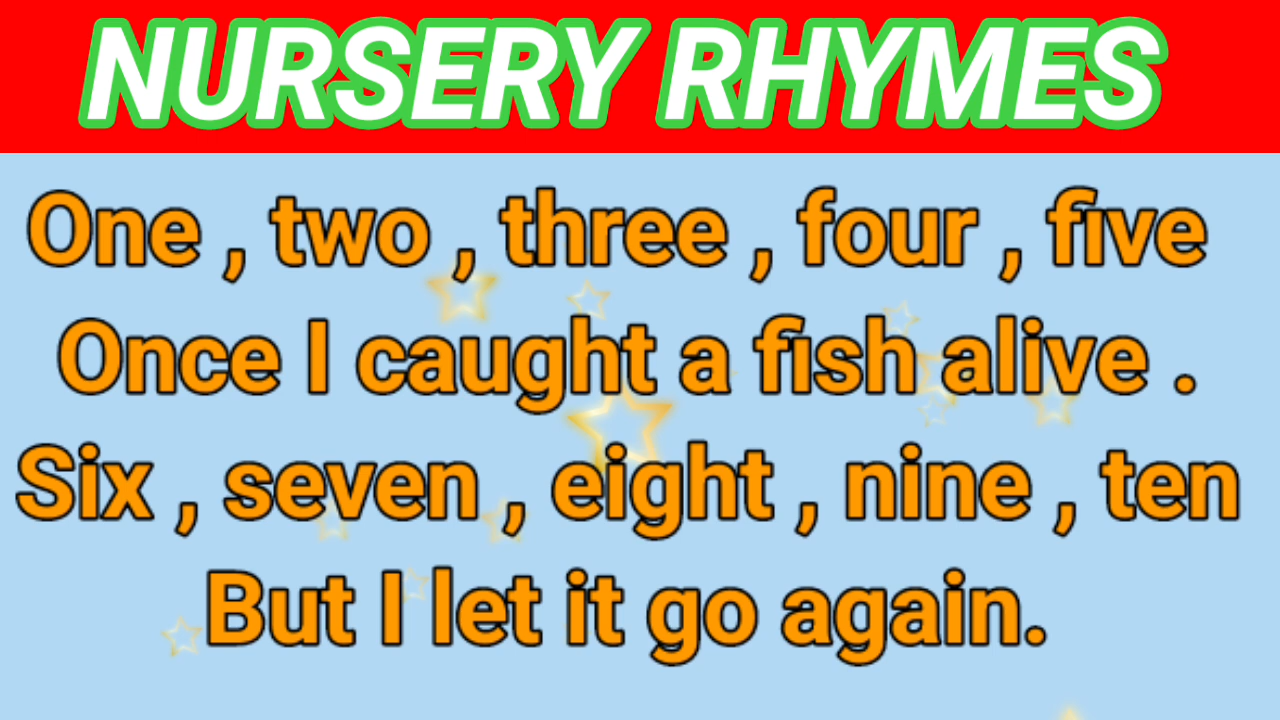 NURSERY RHYMES
One , two , three , four , five
Once I caught a fish alive .
Six , seven , eight , nine , ten
But I let it go again.